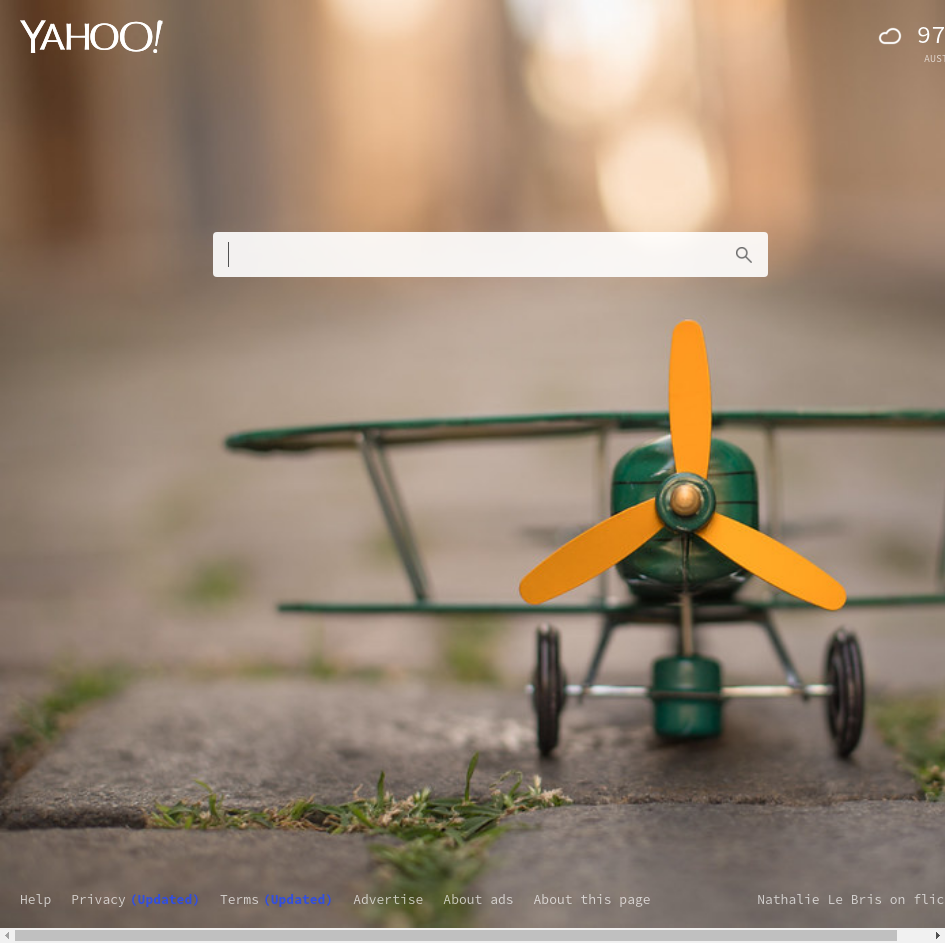 YAHOO!
97
AUST
Help Privacy (Updated) Terms (Updated) Advertise About ads About this page Nathalie Le Bris on flic